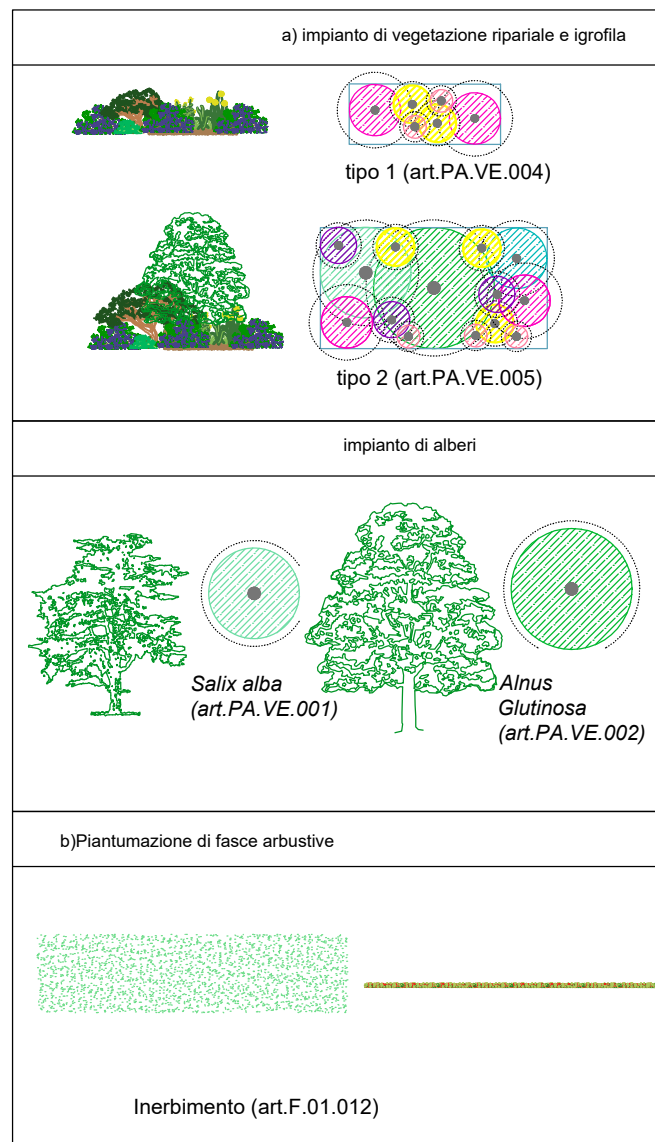 a) impianto di vegetazione ripariale e igrofila
tipo 1 (art.PA.VE.004)
tipo 2 (art.PA.VE.005)
impianto di alberi
Salix alba
(art.PA.VE.001)
Alnus
Glutinosa
(art.PA.VE.002)
b)Piantumazione di fasce arbustive
Inerbimento (art.F.01.012)